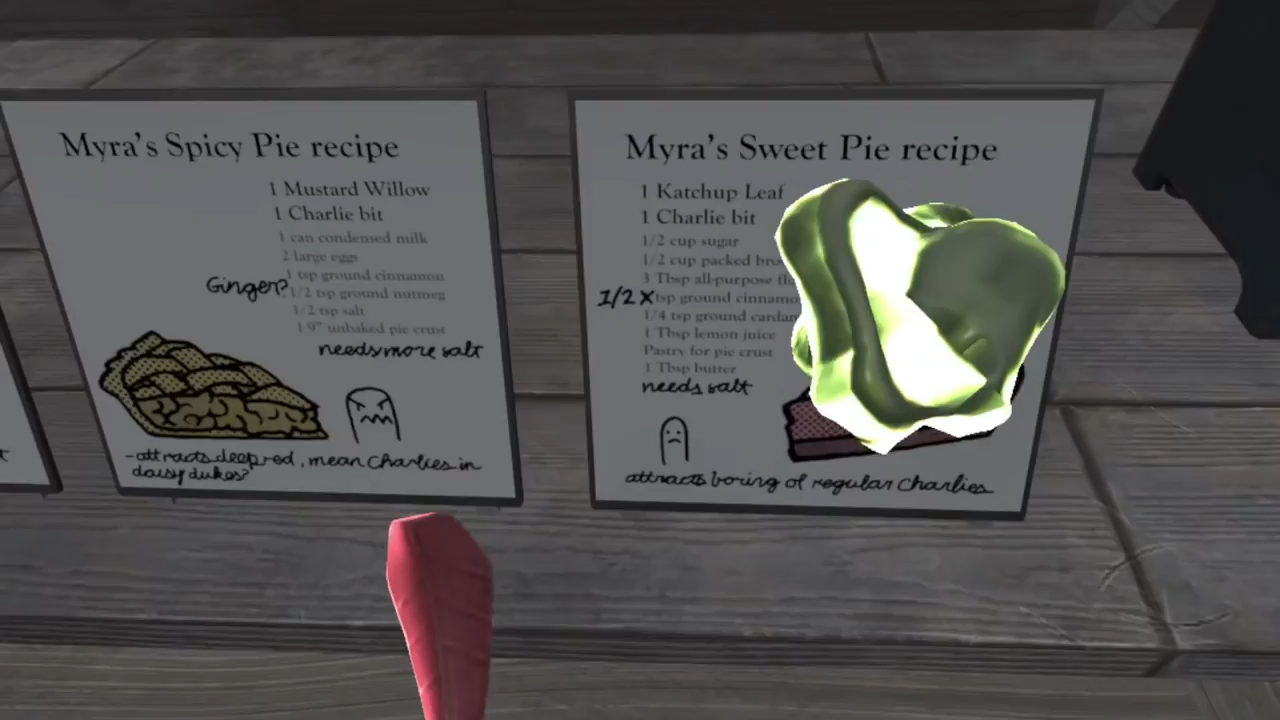 Myra's Spicy Pie recipe
1 Mustard Willow
1 Charlie bit
1 can condensed milk
2 large eggs
Ginger? 1 tsp ground cinnamon
1/2 tsp ground nutmeg
1/2 tsp salt
1 9" unbaked pie crust
needs more salt
-attracts deep red, mean Charlies in
daisy dukes?
Myra's Sweet Pie recipe
1 Katchup Leaf
1 Charlie bit
1/2 cup sugar
1/2 cup packed
3 Tbsp all-purpose
1/2 x tsp ground
1/4 tsp ground
1 Tbsp lemon juice
Pastry for pie crust
1 Tbsp butter
needs salt
attracts boring ol regular Charlies